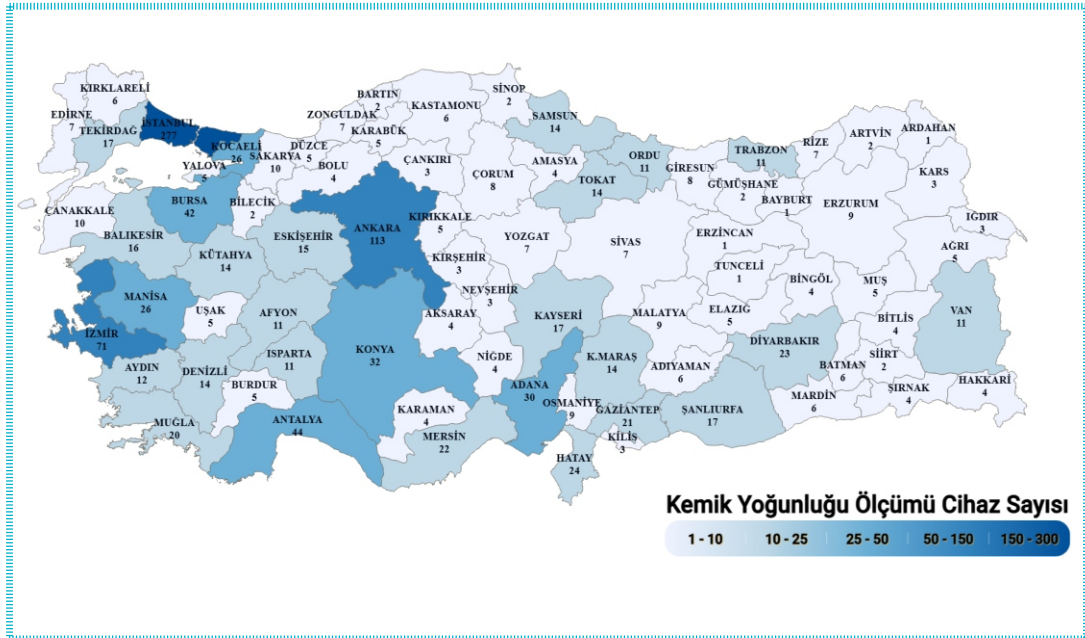 KIRKLARELİ
6
EDİRNE
7
TEKİRDAĞ
17
İSTANBUL
277
KOCAELİ
26
YALOVA
5
SAKARYA
10
DÜZCE
5
ZONGULDAK
7
BARTIN
2
KARABÜK
5
KASTAMONU
6
SİNOP
2
SAMSUN
14
BOLU
4
ÇANKIRI
3
ÇORUM
8
AMASYA
4
TOKAT
14
ORDU
11
GİRESUN
8
TRABZON
11
GÜMÜŞHANE
2
BAYBURT
1
RİZE
7
ARTVİN
2
ARDAHAN
1
KARS
3
IĞDIR
3
AĞRI
5
ERZURUM
9
ERZİNCAN
1
TUNCELİ
1
BİNGÖL
4
MUŞ
5
BİTLİS
4
VAN
11
HAKKARİ
4
ŞIRNAK
4
SİİRT
2
BATMAN
6
MARDİN
6
DİYARBAKIR
23
ELAZIG
5
MALATYA
9
ADIYAMAN
6
ŞANLIURFA
17
GAZİANTEP
21
KİLİŞ
3
HATAY
24
OSMANİYE
9
K.MARAŞ
14
KAYSERİ
17
SİVAS
7
YOZGAT
7
KIRIKKALE
5
KIRŞEHİR
3
NEVŞEHİR
3
AKSARAY
4
NİĞDE
4
ADANA
30
MERSİN
22
KARAMAN
4
KONYA
32
ANKARA
113
ESKİŞEHİR
15
BİLECİK
2
BURSA
42
ÇANAKKALE
10
BALIKESİR
16
KÜTAHYA
14
MANİSA
26
UŞAK
5
AFYON
11
İZMİR
71
AYDIN
12
DENİZLİ
14
ISPARTA
11
BURDUR
5
MUĞLA
20
ANTALYA
44
Kemik Yoğunluğu Ölçümü Cihaz Sayısı
1 - 10 10 - 25 25 - 50 50 - 150 150 - 300